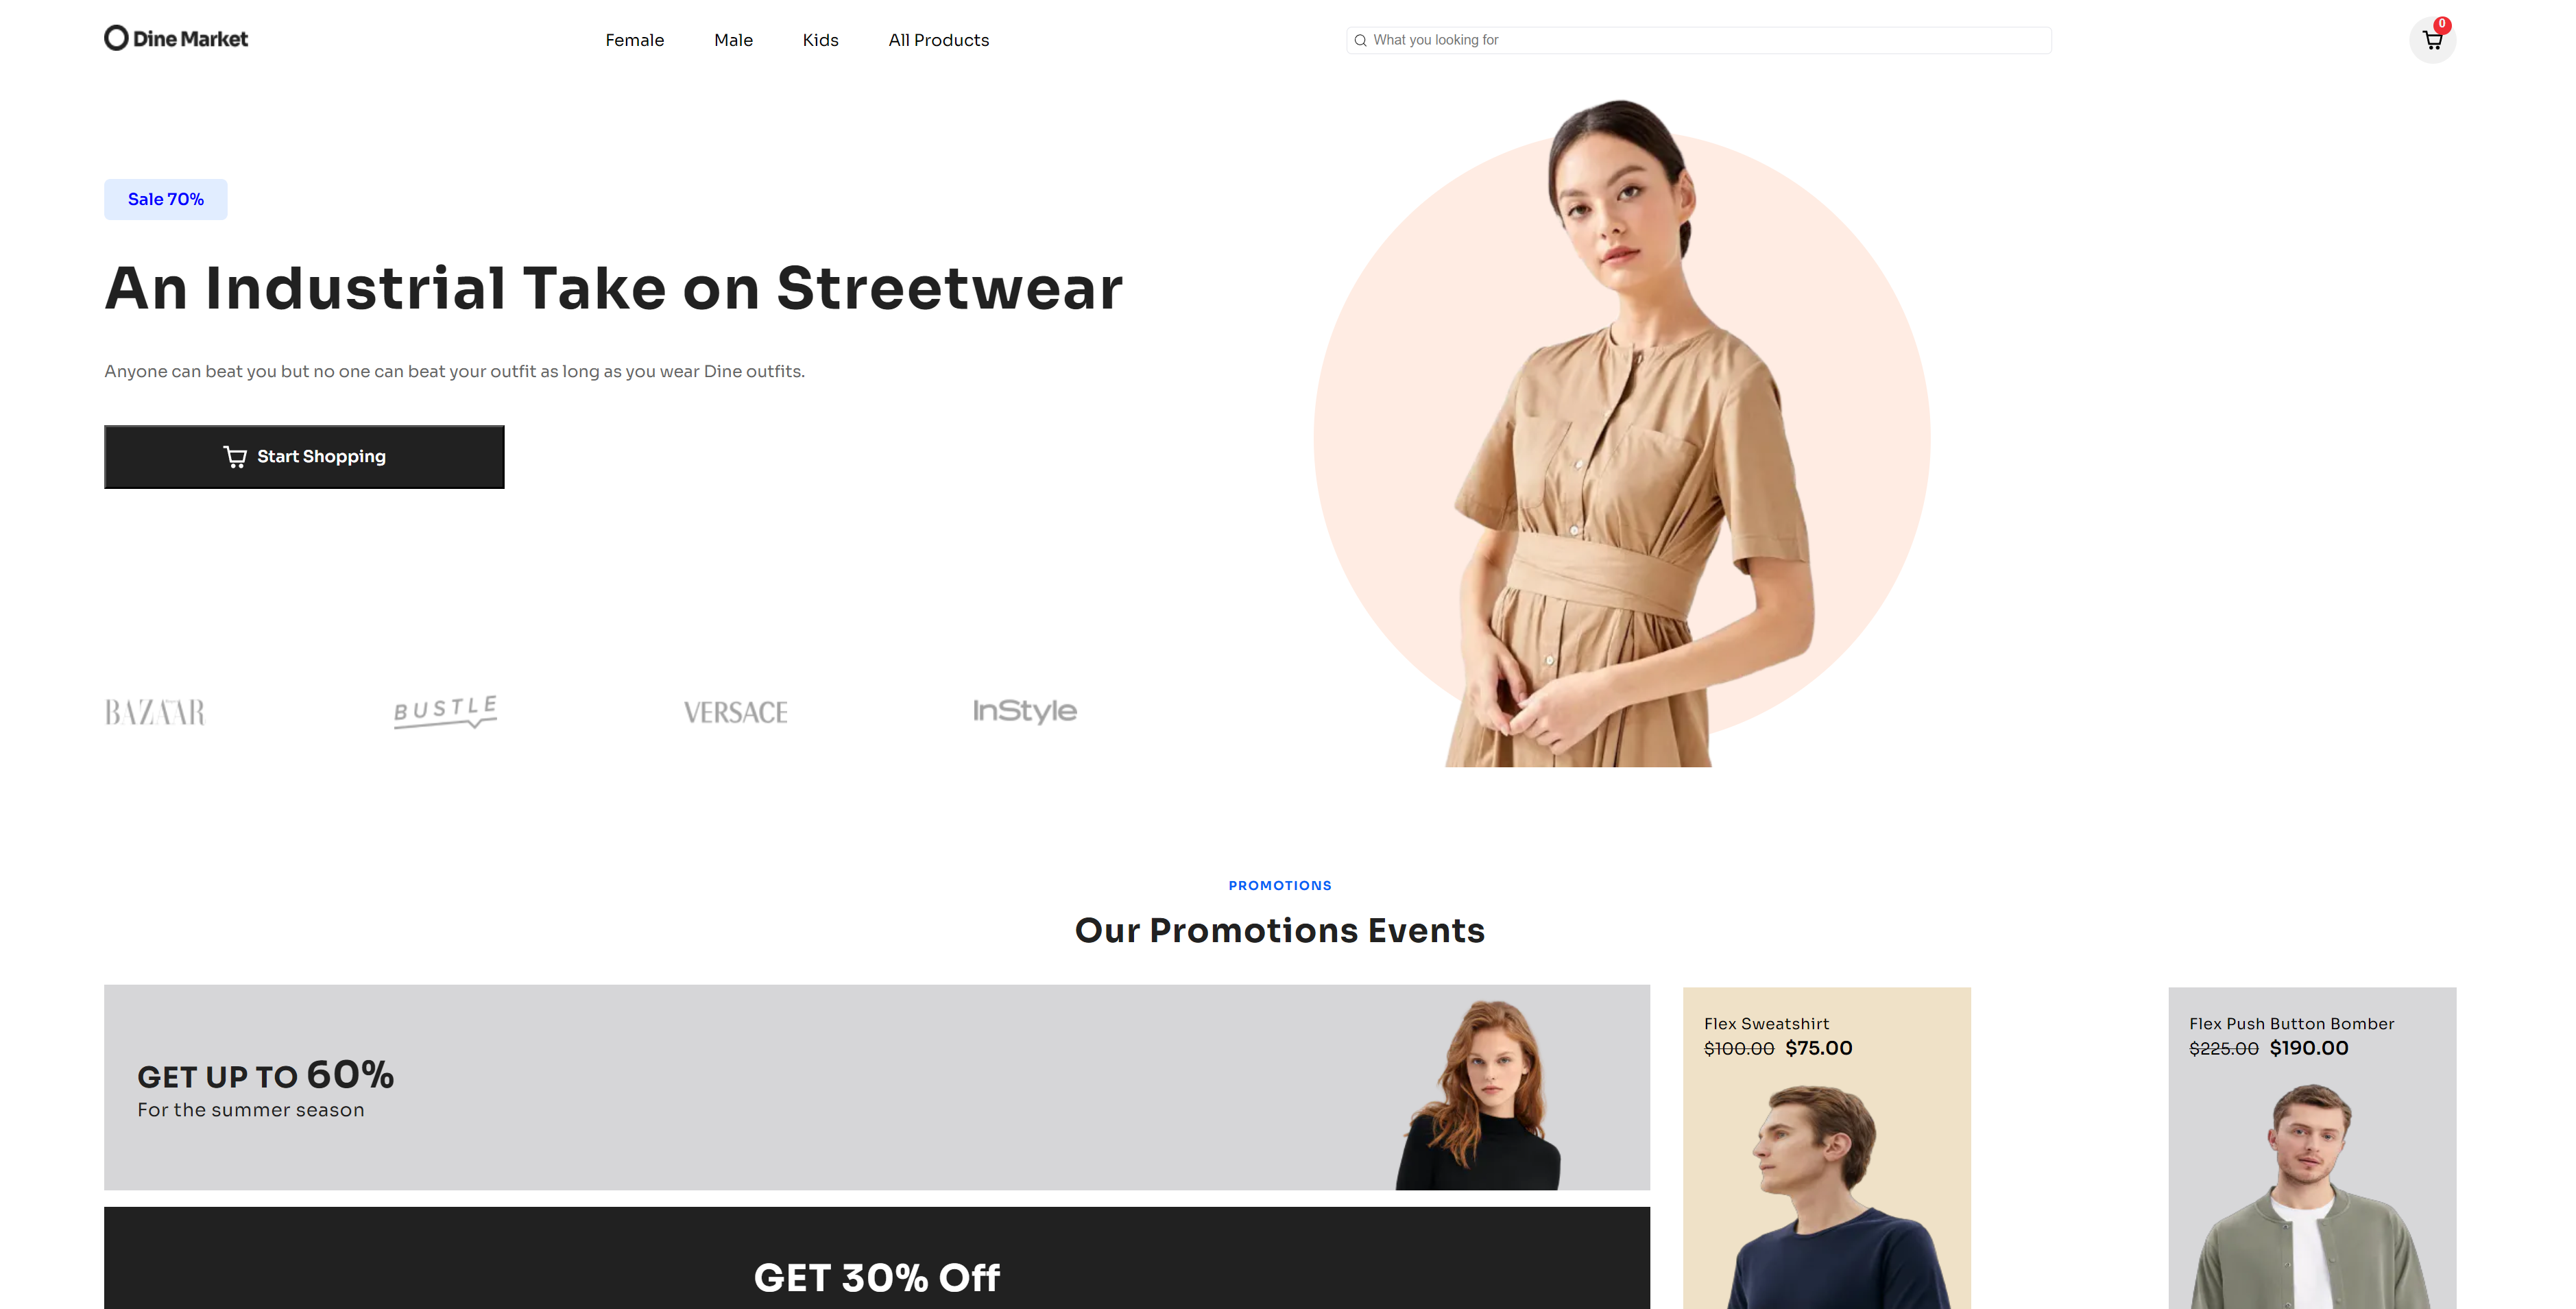 Dine Market
Female
Male
Kids
All Products
What you looking for
0
Sale 70%
An Industrial Take on Streetwear
Anyone can beat you but no one can beat your outfit as long as you wear Dine outfits.
Start Shopping
BAZAAR
BUSTLE
VERSACE
InStyle
PROMOTIONS
Our Promotions Events
GET UP TO 60%
For the summer season
GET 30% Off
Flex Sweatshirt
$100.00 $75.00
Flex Push Button Bomber
$225.00 $190.00